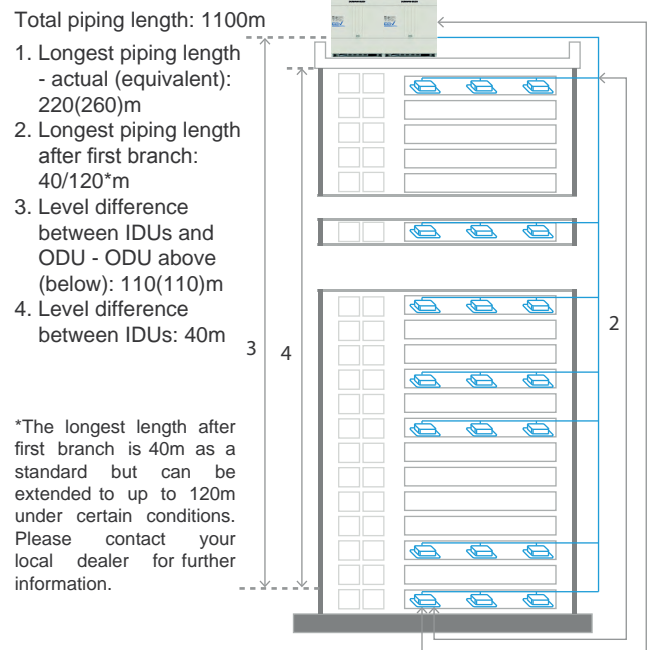 Total piping length: 1100m
1. Longest piping length
- actual (equivalent):
220(260)m
2. Longest piping length
after first branch:
40/120*m
3. Level difference
between IDUs and
ODU - ODU above
(below): 110(110)m
4. Level difference
between IDUs: 40m
3
4
2
*The longest length after
first branch is 40m as a
standard but can be
extended to up to 120m
under certain conditions.
Please contact your
local dealer for further
information.